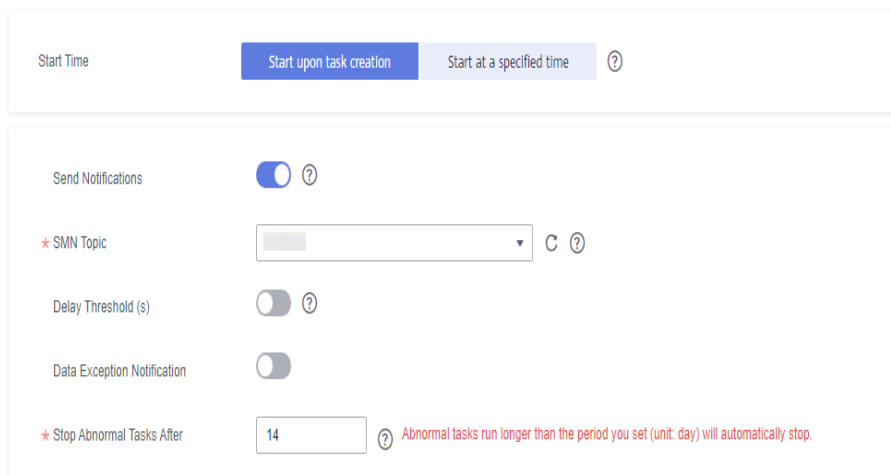 Start Time Start upon task creation Start at a specified time ?
Send Notifications ?
* SMN Topic ?
Delay Threshold (s) ?
Data Exception Notification
* Stop Abnormal Tasks After 14 ? Abnormal tasks run longer than the period you set (unit: day) will automatically stop.